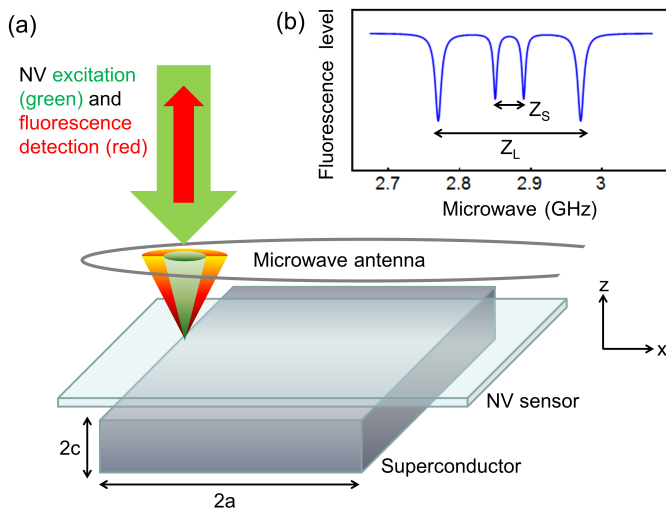 (a)
NV excitation
(green) and
fluorescence
detection (red)
Microwave antenna
NV sensor
Superconductor
2c
2a
z
x
(b)
Fluorescence level
Z_S
Z_L
2.7 2.8 2.9 3
Microwave (GHz)